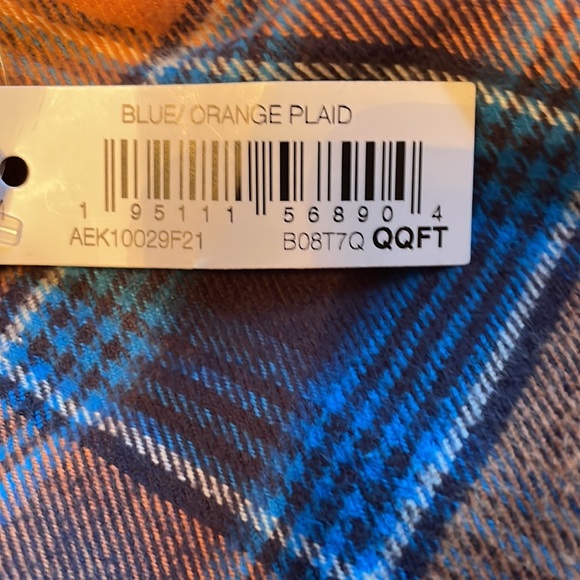 BLUE/ ORANGE PLAID
1 95111 56890 4
AEK10029F21 B08T7Q QQFT